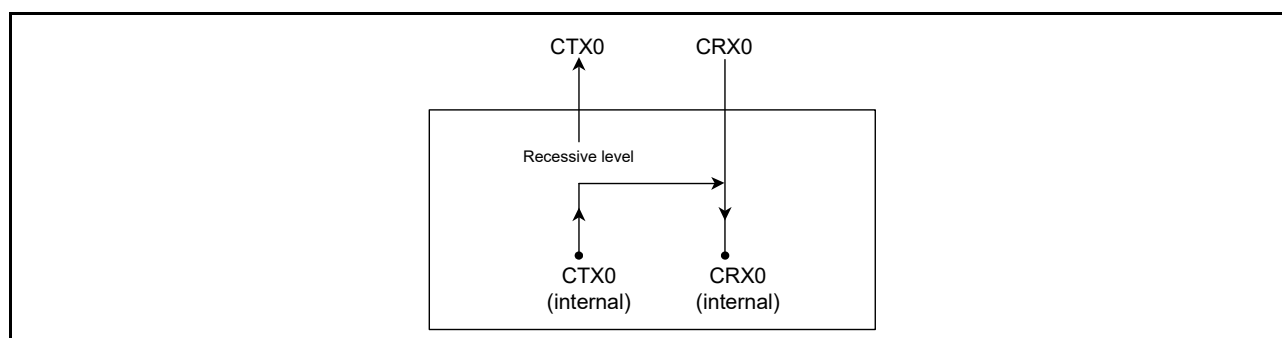 CTX0 CRX0
Recessive level
CTX0 CRX0
(internal) (internal)